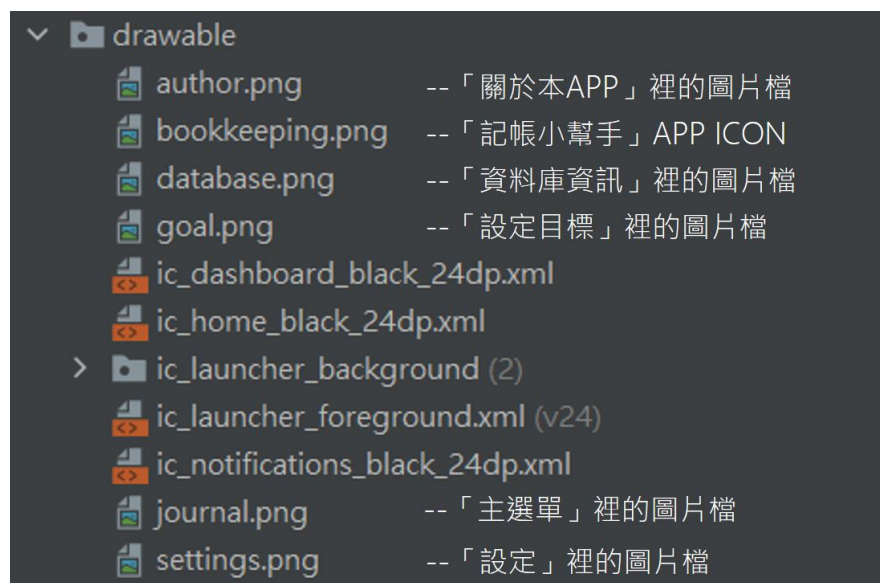 drawable
author.png --「關於本APP」裡的圖片檔
bookkeeping.png --「記帳小幫手」APP ICON
database.png --「資料庫資訊」裡的圖片檔
goal.png --「設定目標」裡的圖片檔
ic_dashboard_black_24dp.xml
ic_home_black_24dp.xml
ic_launcher_background (2)
ic_launcher_foreground.xml (v24)
ic_notifications_black_24dp.xml
journal.png --「主選單」裡的圖片檔
settings.png --「設定」裡的圖片檔